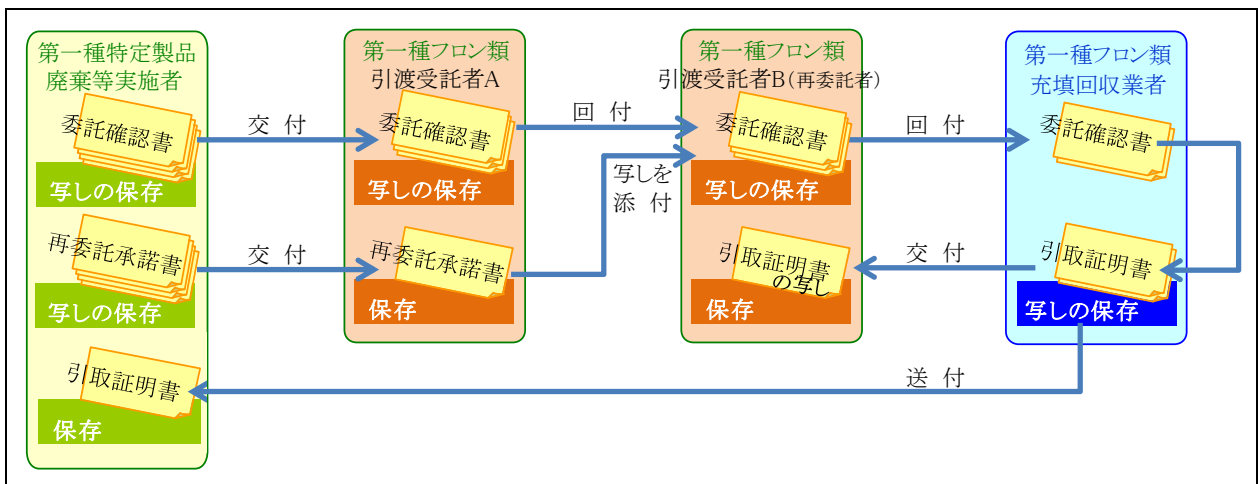 第一種特定製品
廃棄等実施者
委託確認書
写しの保存
再委託承諾書
写しの保存
引取証明書
保存
交 付
交 付
第一種フロン類
引渡受託者A
委託確認書
写しの保存
再委託承諾書
保存
回 付
写しを
添 付
第一種フロン類
引渡受託者B(再委託者)
委託確認書
写しの保存
引取証明書
の写し
保存
回 付
交 付
送 付
第一種フロン類
充填回収業者
委託確認書
引取証明書
写しの保存